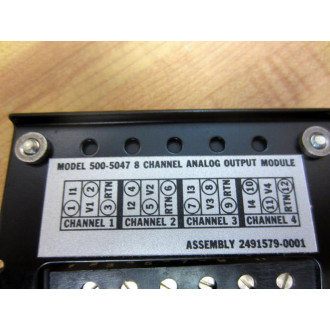 MODEL 500-5047 8 CHANNEL ANALOG OUTPUT MODULE
1 I1 V1 2 3 RTN I2 4 5 V2 RTN 6 7 I3 V3 8 9 RTN I4 10 11 V4 RTN 12
CHANNEL 1 CHANNEL 2 CHANNEL 3 CHANNEL 4
ASSEMBLY 2491579-0001